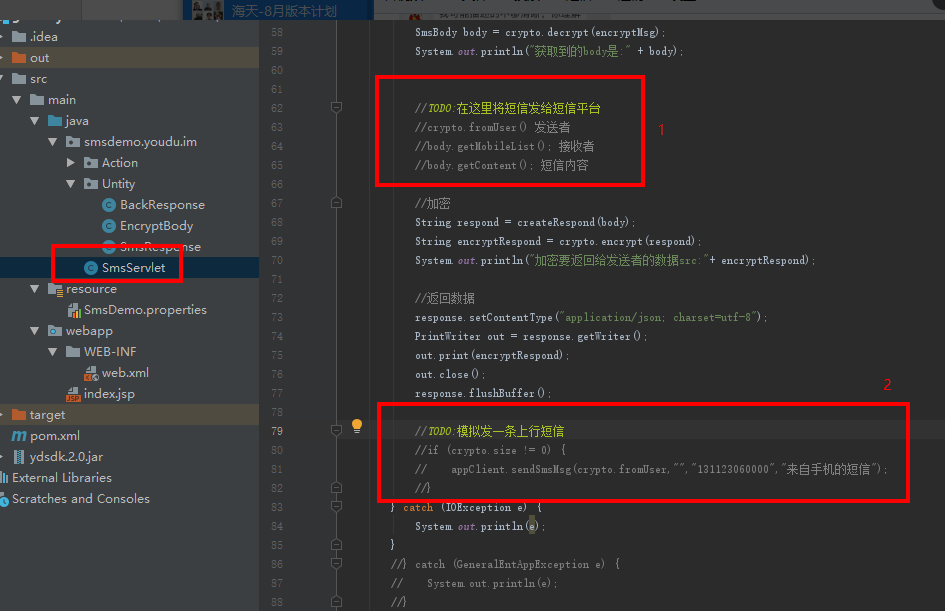 海天-8月版本计划
.idea
out
src
main
java
smsdemo.youdu.im
Action
Untity
BackResponse
EncryptBody
SmsResponse
SmsServlet
resource
SmsDemo.properties
webapp
WEB-INF
web.xml
index.jsp
target
pom.xml
ydsdk.2.0.jar
External Libraries
Scratches and Consoles
58 SmsBody body = crypto.decrypt(encryptMsg);
59 System.out.println("获取到的body是:" + body);
60
61
62 //TODO:在这里将短信发给短信平台
63 //crypto.fromUser() 发送者
64 //body.getMobileList(); 接收者
65 //body.getContent(); 短信内容
66
1
67 //加密
68 String respond = createRespond(body);
69 String encryptRespond = crypto.encrypt(respond);
70 System.out.println("加密要返回给发送者的数据src:"+ encryptRespond);
71
72 //返回数据
73 response.setContentType("application/json; charset=utf-8");
74 PrintWriter out = response.getWriter();
75 out.print(encryptRespond);
76 out.close();
77 response.flushBuffer();
2
78
79 //TODO:模拟发一条上行短信
80 //if (crypto.size != 0) {
81 // appClient.sendSmsMsg(crypto.fromUser,"","131123060000","来自手机的短信");
82 //}
83 } catch (IOException e) {
84 System.out.println(e);
85 }
86 //} catch (GeneralEntAppException e) {
87 // System.out.println(e);
88 //}